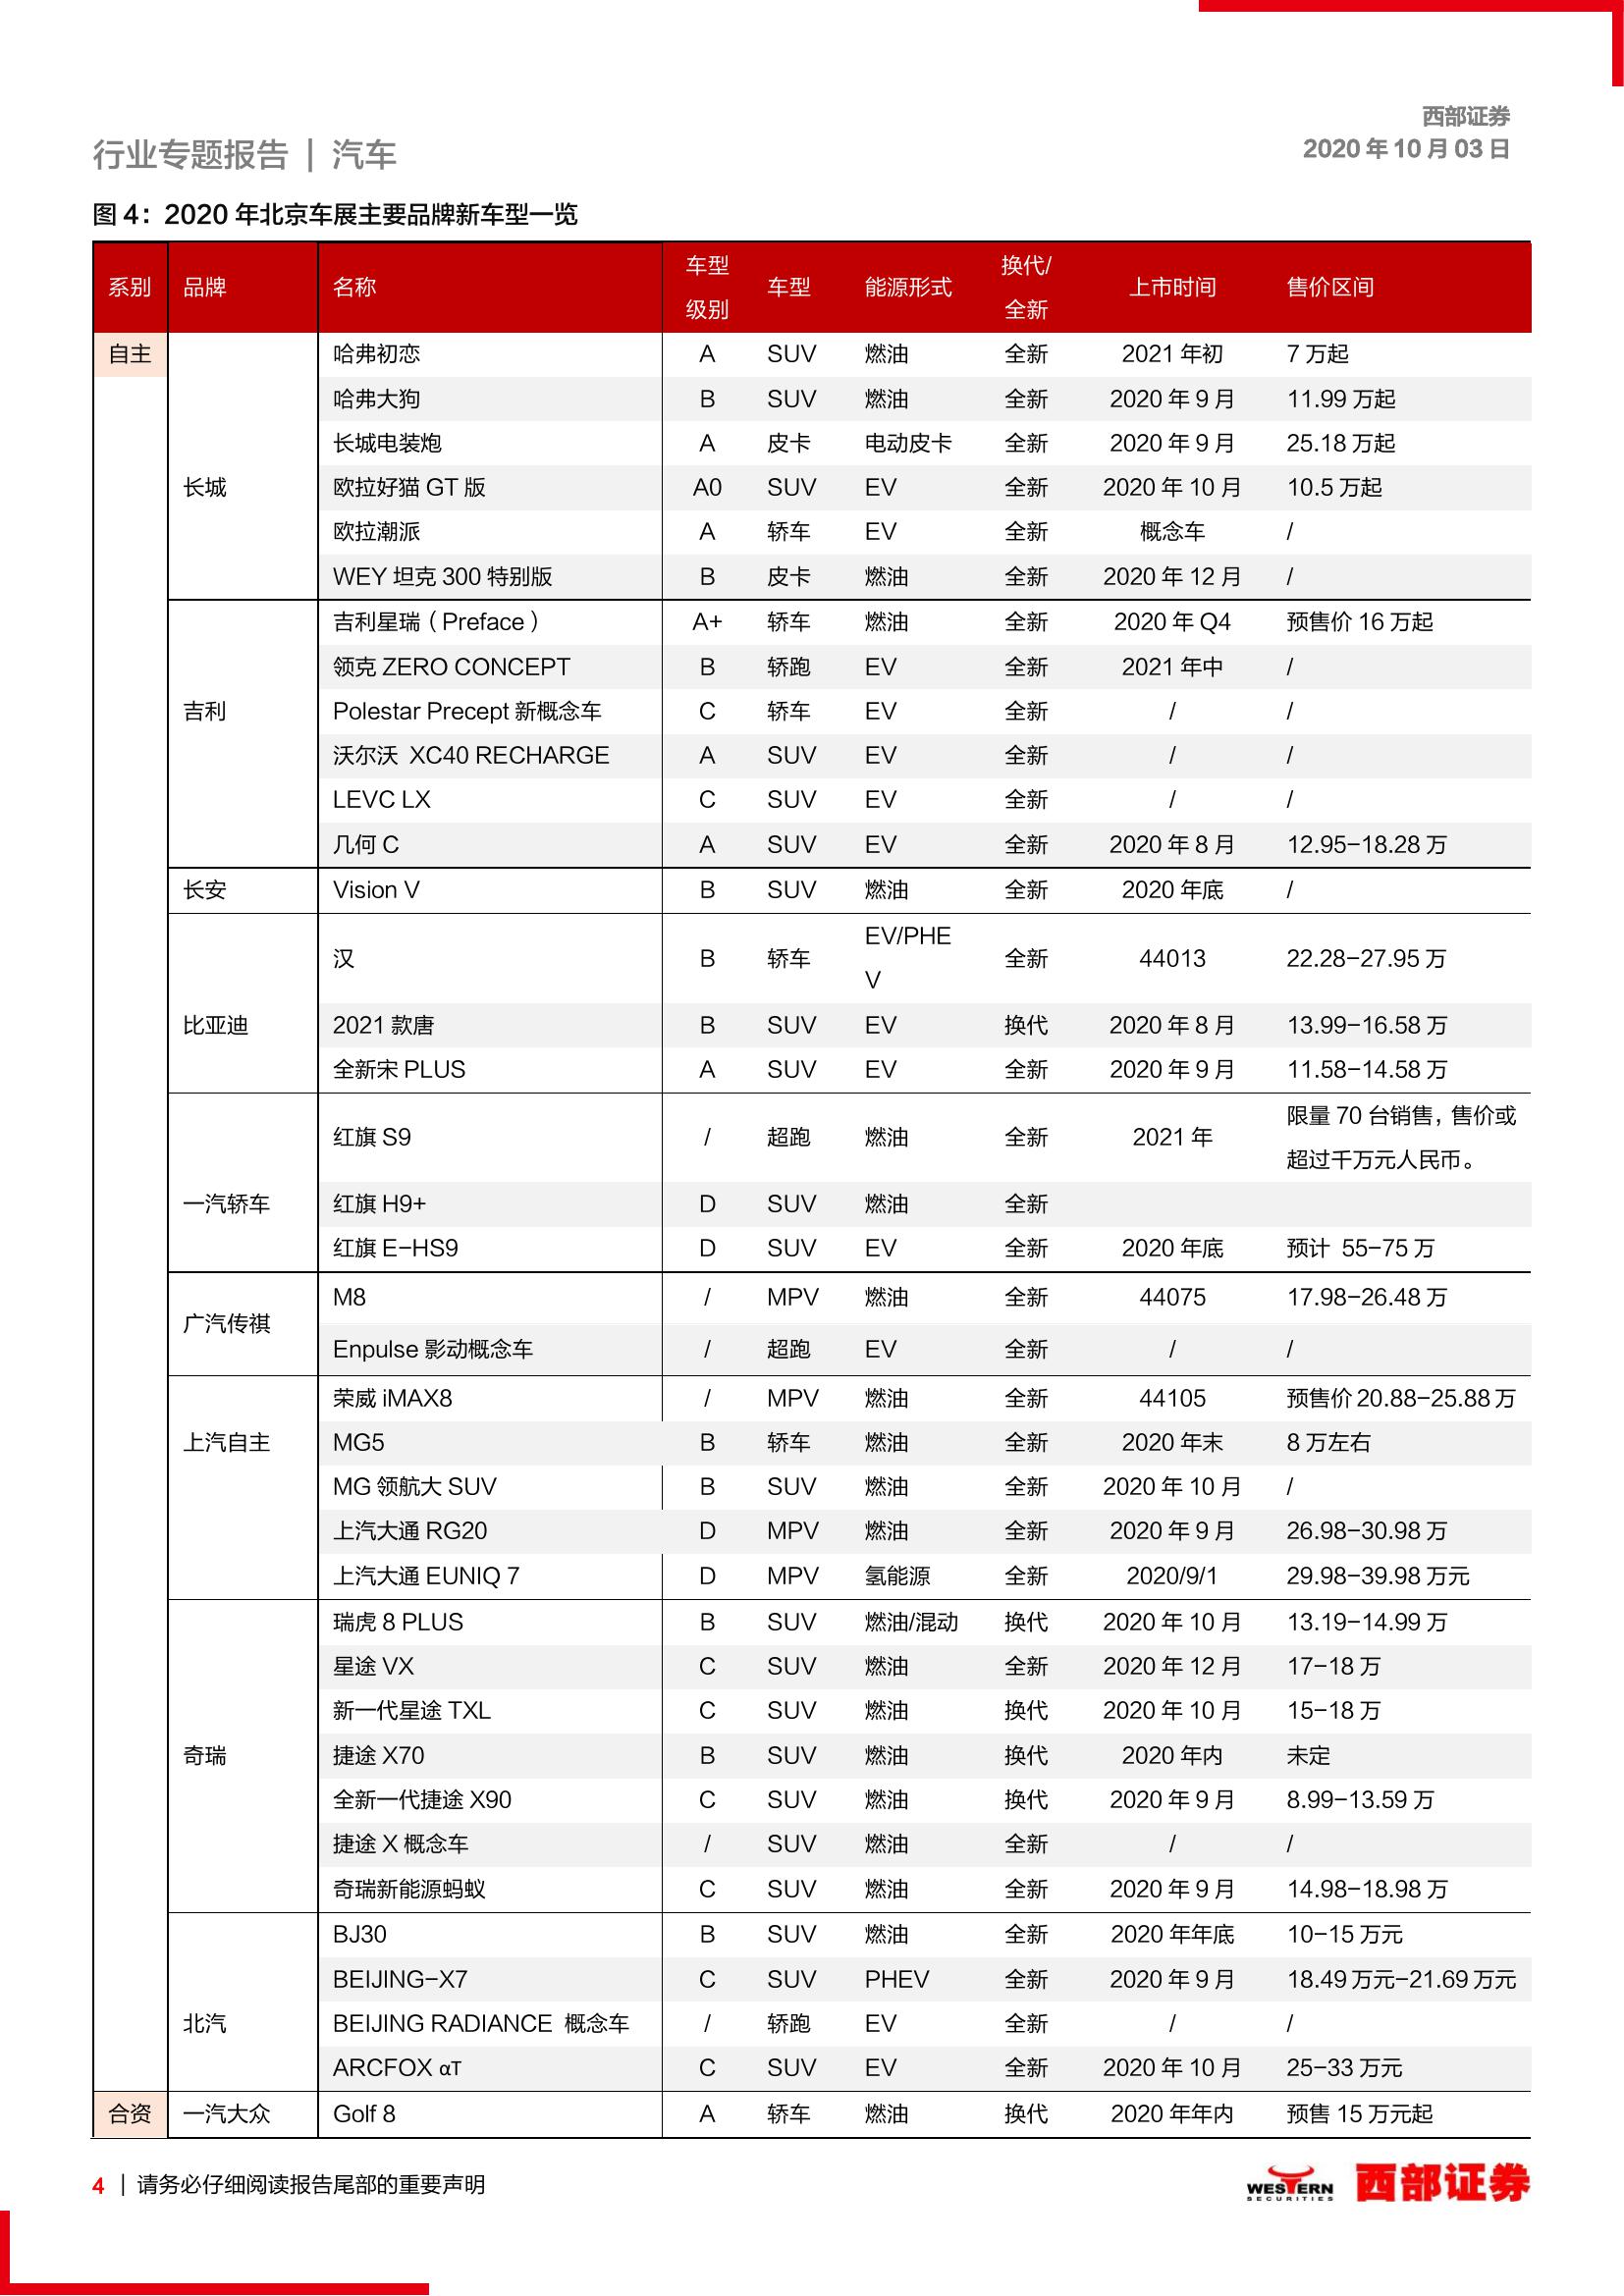 西部证券
行业专题报告 | 汽车
2020 年 10 月 03 日
图 4：2020 年北京车展主要品牌新车型一览
系别 品牌 名称 车型级别 车型 能源形式 换代/全新 上市时间 售价区间
自主 长城 哈弗初恋 A SUV 燃油 全新 2021 年初 7 万起
哈弗大狗 B SUV 燃油 全新 2020 年 9 月 11.99 万起
长城电装炮 A 皮卡 电动皮卡 全新 2020 年 9 月 25.18 万起
欧拉好猫 GT 版 A0 SUV EV 全新 2020 年 10 月 10.5 万起
欧拉潮派 A 轿车 EV 全新 概念车 /
WEY 坦克 300 特别版 B 皮卡 燃油 全新 2020 年 12 月 /
吉利 吉利星瑞（Preface） A+ 轿车 燃油 全新 2020 年 Q4 预售价 16 万起
领克 ZERO CONCEPT B 轿跑 EV 全新 2021 年中 /
Polestar Precept 新概念车 C 轿车 EV 全新 / /
沃尔沃 XC40 RECHARGE A SUV EV 全新 / /
LEVC LX C SUV EV 全新 / /
几何 C A SUV EV 全新 2020 年 8 月 12.95-18.28 万
长安 Vision V B SUV 燃油 全新 2020 年底 /
比亚迪 汉 B 轿车 EV/PHEV 全新 44013 22.28-27.95 万
2021 款唐 B SUV EV 换代 2020 年 8 月 13.99-16.58 万
全新宋 PLUS A SUV EV 全新 2020 年 9 月 11.58-14.58 万
一汽轿车 红旗 S9 / 超跑 燃油 全新 2021 年 限量 70 台销售，售价或超过千万元人民币。
红旗 H9+ D SUV 燃油 全新
红旗 E-HS9 D SUV EV 全新 2020 年底 预计 55-75 万
广汽传祺 M8 / MPV 燃油 全新 44075 17.98-26.48 万
Enpulse 影动概念车 / 超跑 EV 全新 / /
上汽自主 荣威 iMAX8 / MPV 燃油 全新 44105 预售价 20.88-25.88 万
MG5 B 轿车 燃油 全新 2020 年末 8 万左右
MG 领航大 SUV B SUV 燃油 全新 2020 年 10 月 /
上汽大通 RG20 D MPV 燃油 全新 2020 年 9 月 26.98-30.98 万
上汽大通 EUNIQ 7 D MPV 氢能源 全新 2020/9/1 29.98-39.98 万元
奇瑞 瑞虎 8 PLUS B SUV 燃油/混动 换代 2020 年 10 月 13.19-14.99 万
星途 VX C SUV 燃油 全新 2020 年 12 月 17-18 万
新一代星途 TXL C SUV 燃油 换代 2020 年 10 月 15-18 万
捷途 X70 B SUV 燃油 换代 2020 年内 未定
全新一代捷途 X90 C SUV 燃油 换代 2020 年 9 月 8.99-13.59 万
捷途 X 概念车 / SUV 燃油 全新 / /
奇瑞新能源蚂蚁 C SUV 燃油 全新 2020 年 9 月 14.98-18.98 万
北汽 BJ30 B SUV 燃油 全新 2020 年年底 10-15 万元
BEIJING-X7 C SUV PHEV 全新 2020 年 9 月 18.49 万元-21.69 万元
BEIJING RADIANCE 概念车 / 轿跑 EV 全新 / /
ARCFOX αT C SUV EV 全新 2020 年 10 月 25-33 万元
合资 一汽大众 Golf 8 A 轿车 燃油 换代 2020 年年内 预售 15 万元起
4 | 请务必仔细阅读报告尾部的重要声明
WESTERN
SECURITIES
西部证券